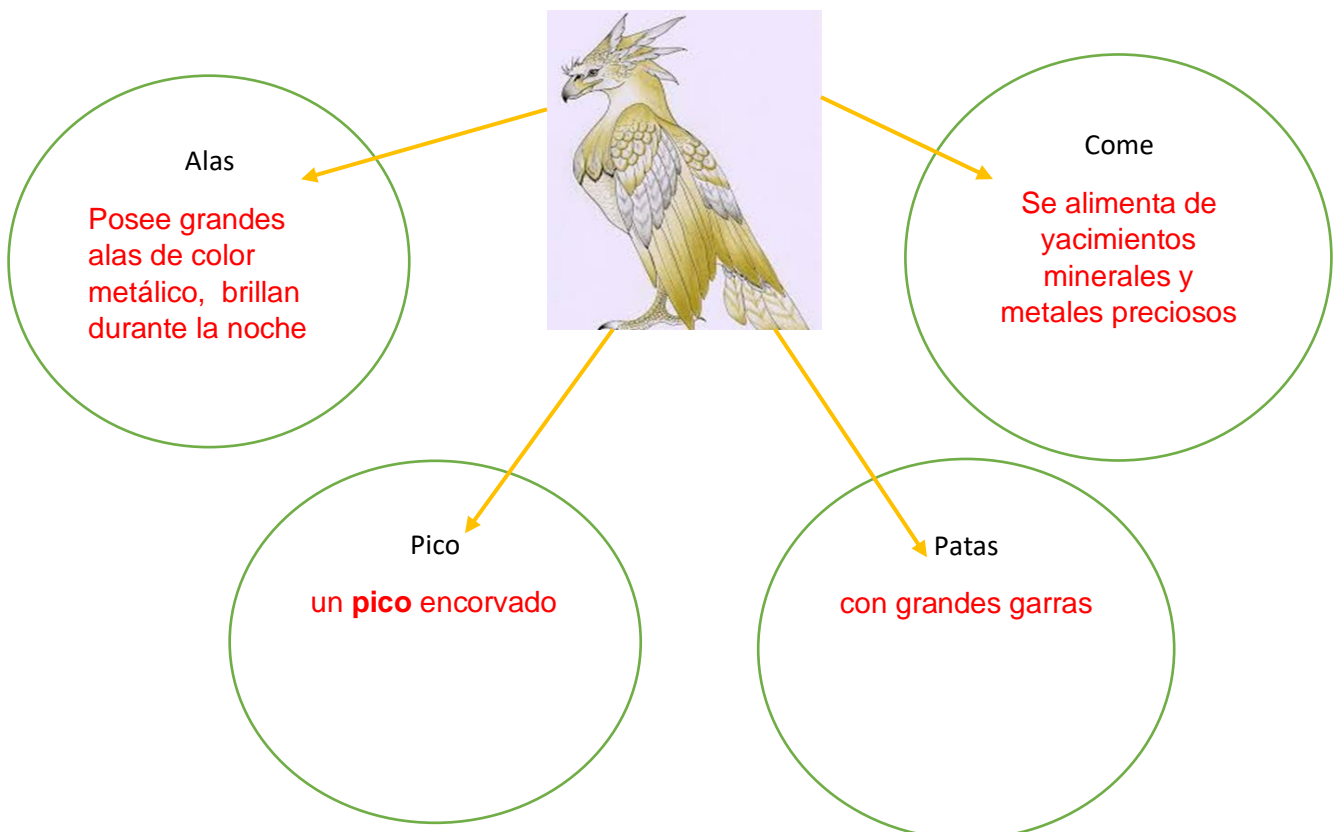 Alas
Posee grandes
alas de color
metálico,  brillan
durante la noche
Come
Se alimenta de
yacimientos
minerales y
metales preciosos
Pico
un pico encorvado
Patas
con grandes garras